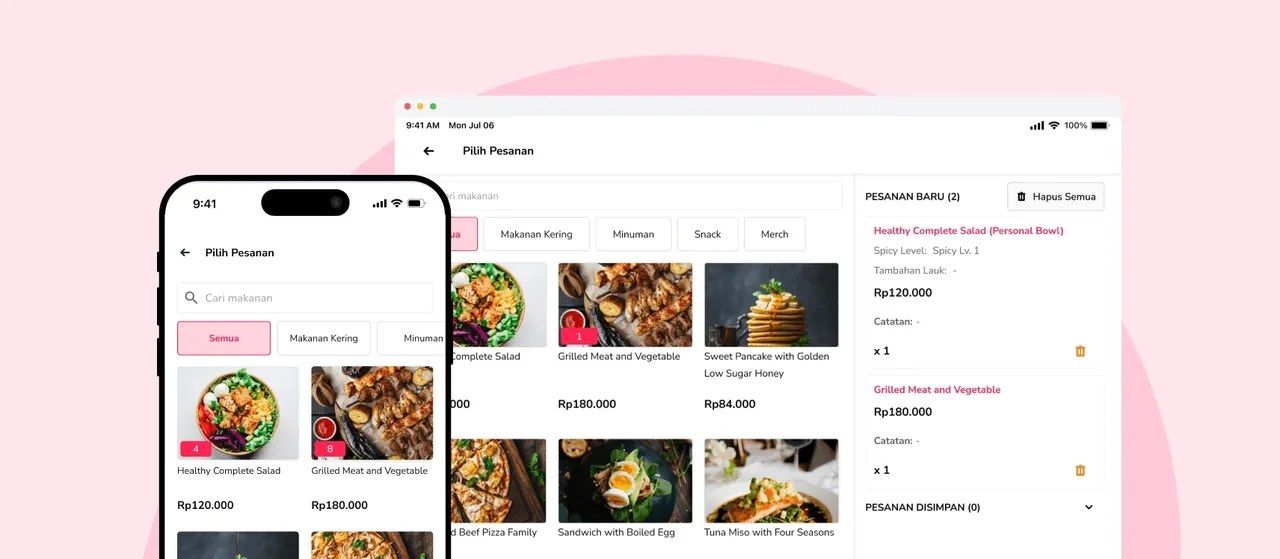 9:41 AM Mon Jul 06
100%
Pilih Pesanan
makanan
Makanan Kering
Minuman
Snack
Merch
Complete Salad
1
Grilled Meat and Vegetable
Rp180.000
Sweet Pancake with Golden
Low Sugar Honey
Rp84.000
Beef Pizza Family
Sandwich with Boiled Egg
Tuna Miso with Four Seasons
PESANAN BARU (2)
Hapus Semua
Healthy Complete Salad (Personal Bowl)
Spicy Level: Spicy Lv. 1
Tambahan Lauk: -
Rp120.000
Catatan: -
x 1
Grilled Meat and Vegetable
Rp180.000
Catatan: -
x 1
PESANAN DISIMPAN (0)
9:41
Pilih Pesanan
Cari makanan
Semua
Makanan Kering
Minuman
4
Healthy Complete Salad
Rp120.000
8
Grilled Meat and Vegetable
Rp180.000